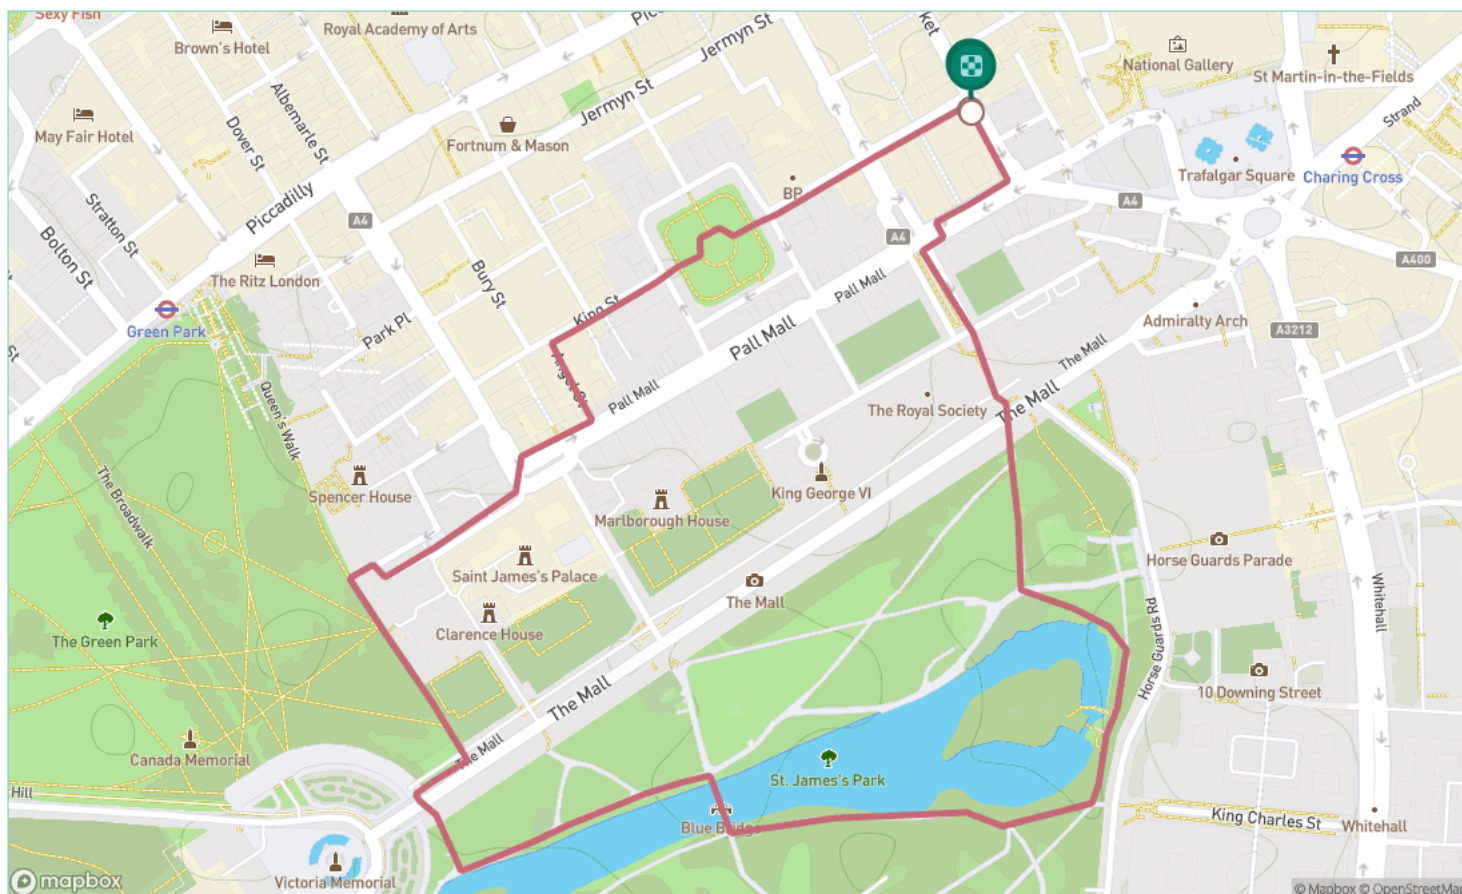 Sexy Fish
Brown's Hotel
Royal Academy of Arts
Jermyn St
National Gallery
St Martin-in-the-Fields
Strand
May Fair Hotel
Albemarle St
Dover St
Fortnum & Mason
Jermyn St
BP
Trafalgar Square
Charing Cross
Stratton St
Piccadilly
A4
A4
A4
Bolton St
The Ritz London
Bury St
Pall Mall
A400
Green Park
Park Pl
King St
Pall Mall
Admiralty Arch
A3212
The Mall
Queen's Walk
Pall Mall
The Royal Society
The Mall
The Broadwalk
Spencer House
Marlborough House
King George VI
Horse Guards Parade
Saint James's Palace
The Mall
Whitehall
The Green Park
Clarence House
Horse Guards Rd
10 Downing Street
The Mall
Canada Memorial
The Mall
St. James's Park
Hill
Blue Bridge
King Charles St
Whitehall
Victoria Memorial
mapbox
© Mapbox © OpenStreetMap